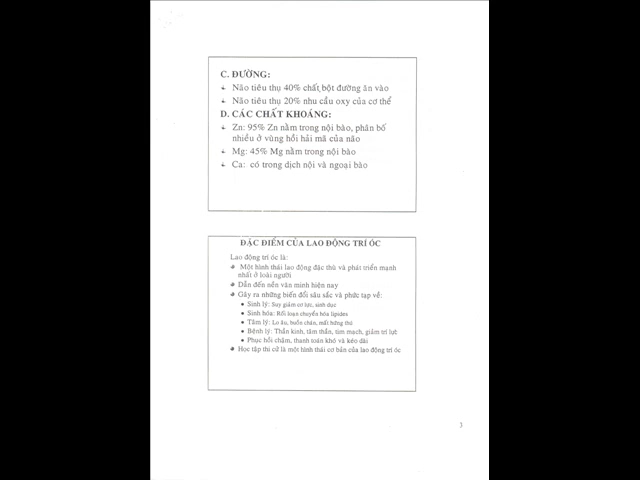 C. ĐƯỜNG:
Não tiêu thụ 40% chất bột đường ăn vào
Não tiêu thụ 20% nhu cầu oxy của cơ thể
D. CÁC CHẤT KHOÁNG:
Zn: 95% Zn nằm trong nội bào, phân bố
nhiều ở vùng hồi hải mã của não
Mg: 45% Mg nằm trong nội bào
Ca: có trong dịch nội và ngoại bào
ĐẶC ĐIỂM CỦA LAO ĐỘNG TRÍ ÓC
Lao động trí óc là:
Một hình thái lao động đặc thù và phát triển mạnh
nhất ở loài người
Dẫn đến nền văn minh hiện nay
Gây ra những biến đổi sâu sắc và phức tạp về:
• Sinh lý: Suy giảm cơ lực, sinh dục
• Sinh hóa: Rối loạn chuyển hóa lipides
• Tâm lý: Lo âu, buồn chán, mất hứng thú
• Bệnh lý: Thần kinh, tâm thần, tim mạch, giảm trí lực
• Phục hồi chậm, thanh toán khó và kéo dài
Học tập thi cử là một hình thái cơ bản của lao động trí óc
3